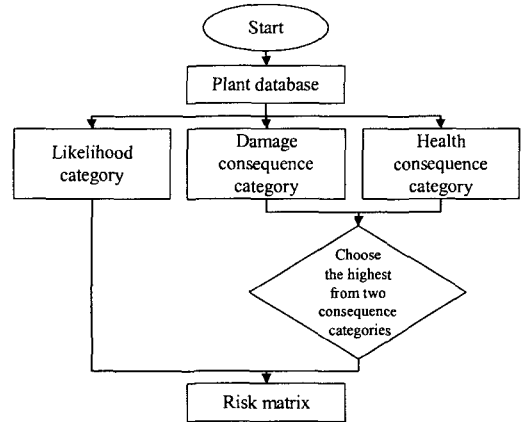 Start
Plant database
Likelihood
category
Damage
consequence
category
Health
consequence
category
Choose
the highest
from two
consequence
categories
Risk matrix